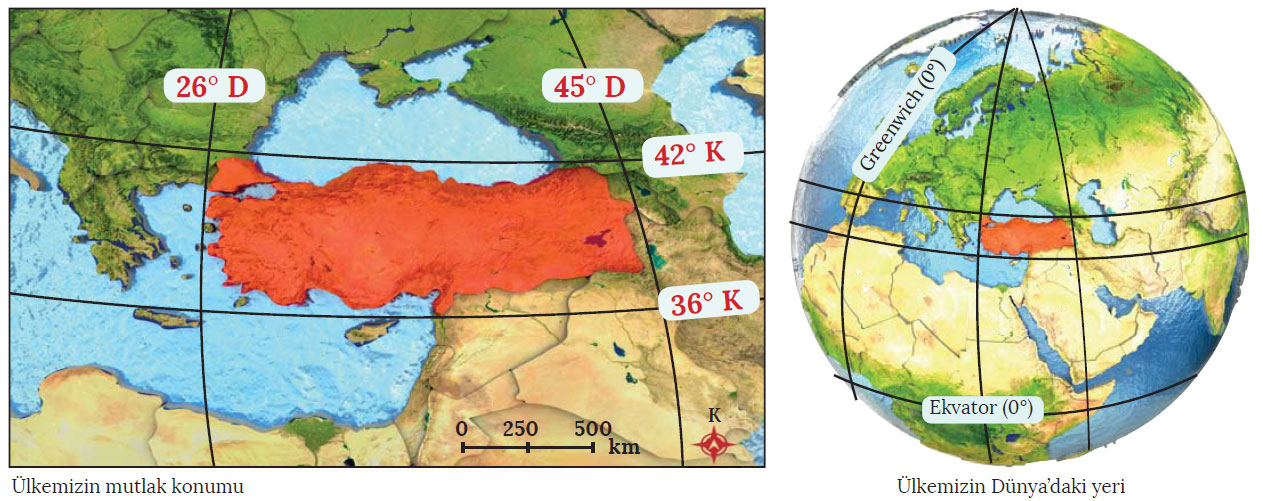 26° D
45° D
42° K
36° K
0 250 500
km
K
Ülkemizin mutlak konumu
Greenwich (0°)
Ekvator (0°)
Ülkemizin Dünya'daki yeri